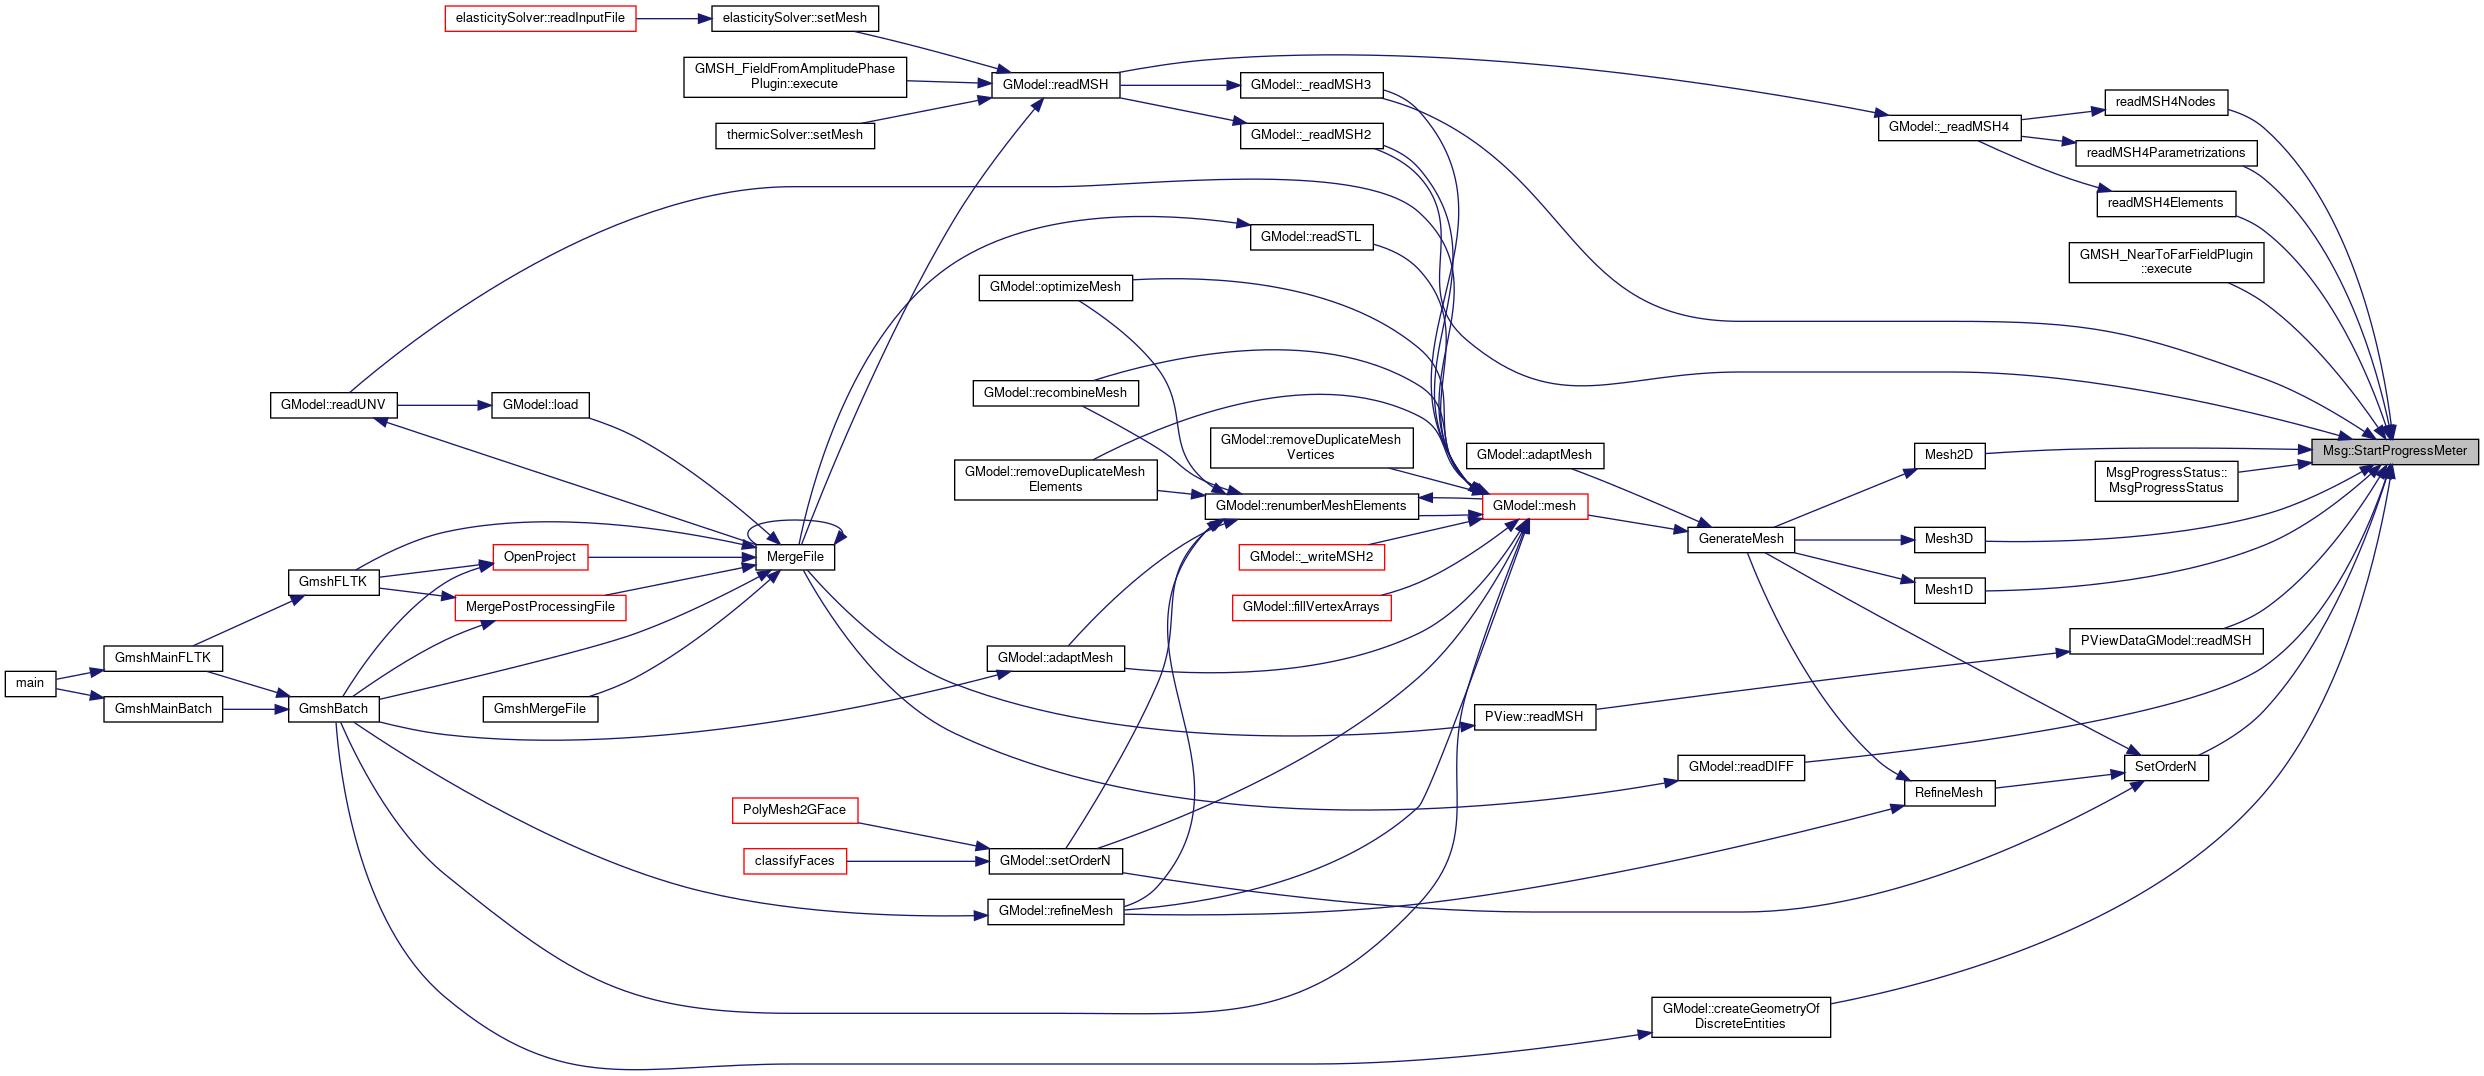 elasticitySolver::readInputFile
elasticitySolver::setMesh
GMSH_FieldFromAmplitudePhase
Plugin::execute
GModel::readMSH
GModel::_readMSH3
thermicSolver::setMesh
GModel::_readMSH2
GModel::_readMSH4
readMSH4Nodes
readMSH4Parametrizations
readMSH4Elements
GModel::readSTL
GMSH_NearToFarFieldPlugin
::execute
GModel::optimizeMesh
GModel::recombineMesh
GModel::readUNV
GModel::load
GModel::removeDuplicateMesh
Vertices
GModel::adaptMesh
Mesh2D
Msg::StartProgressMeter
GModel::removeDuplicateMesh
Elements
MsgProgressStatus::
MsgProgressStatus
GModel::renumberMeshElements
GModel::mesh
GenerateMesh
Mesh3D
OpenProject
MergeFile
GModel::_writeMSH2
GmshFLTK
Mesh1D
MergePostProcessingFile
GModel::fillVertexArrays
PViewDataGModel::readMSH
GmshMainFLTK
GModel::adaptMesh
main
GmshMainBatch
GmshBatch
GmshMergeFile
PView::readMSH
GModel::readDIFF
SetOrderN
RefineMesh
PolyMesh2GFace
classifyFaces
GModel::setOrderN
GModel::refineMesh
GModel::createGeometryOf
DiscreteEntities